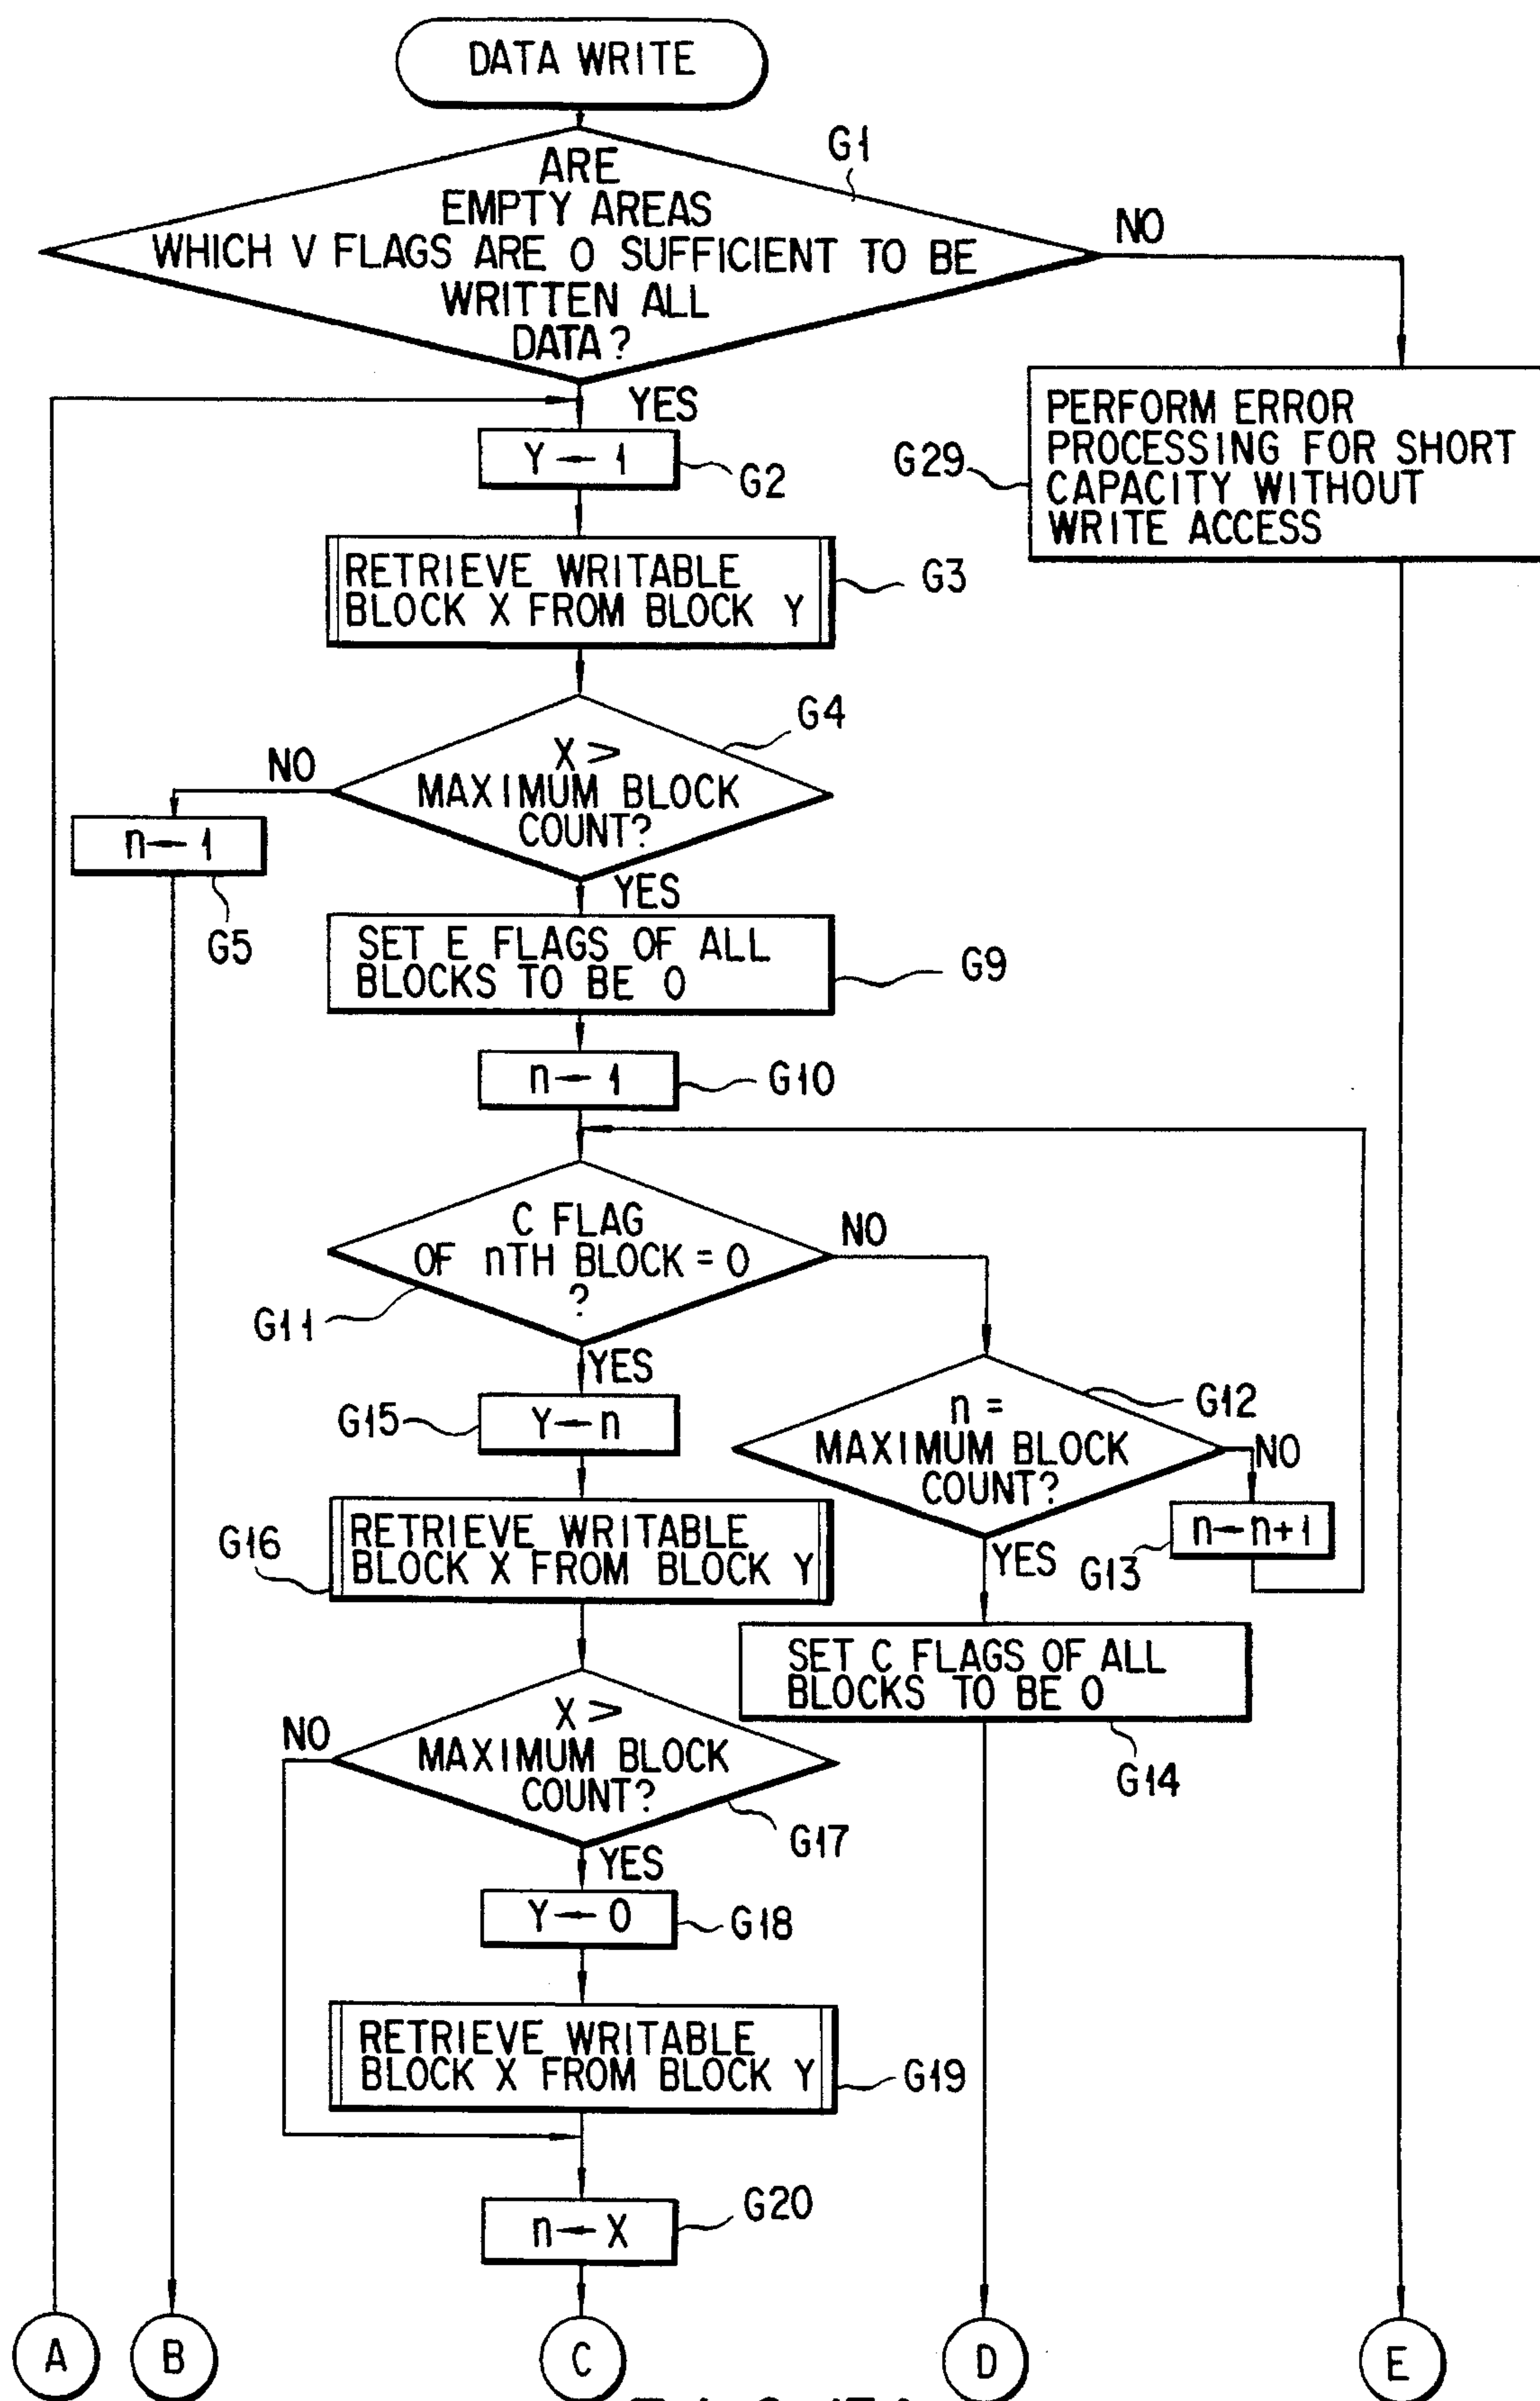 DATA WRITE
G1
ARE
EMPTY AREAS
WHICH V FLAGS ARE 0 SUFFICIENT TO BE
WRITTEN ALL
DATA?
NO
YES
Y ← 1
G2
PERFORM ERROR
PROCESSING FOR SHORT
CAPACITY WITHOUT
WRITE ACCESS
G29
RETRIEVE WRITABLE
BLOCK X FROM BLOCK Y
G3
G4
X >
MAXIMUM BLOCK
COUNT?
NO
n ← 1
G5
YES
SET E FLAGS OF ALL
BLOCKS TO BE 0
G9
n ← 1
G10
C FLAG
OF nTH BLOCK = 0
?
NO
G11
YES
Y ← n
G15
G12
n =
MAXIMUM BLOCK
COUNT?
NO
n ← n+1
G13
YES
RETRIEVE WRITABLE
BLOCK X FROM BLOCK Y
G16
SET C FLAGS OF ALL
BLOCKS TO BE 0
G14
X >
MAXIMUM BLOCK
COUNT?
NO
G17
YES
Y ← 0
G18
RETRIEVE WRITABLE
BLOCK X FROM BLOCK Y
G19
n ← X
G20
A
B
C
D
E